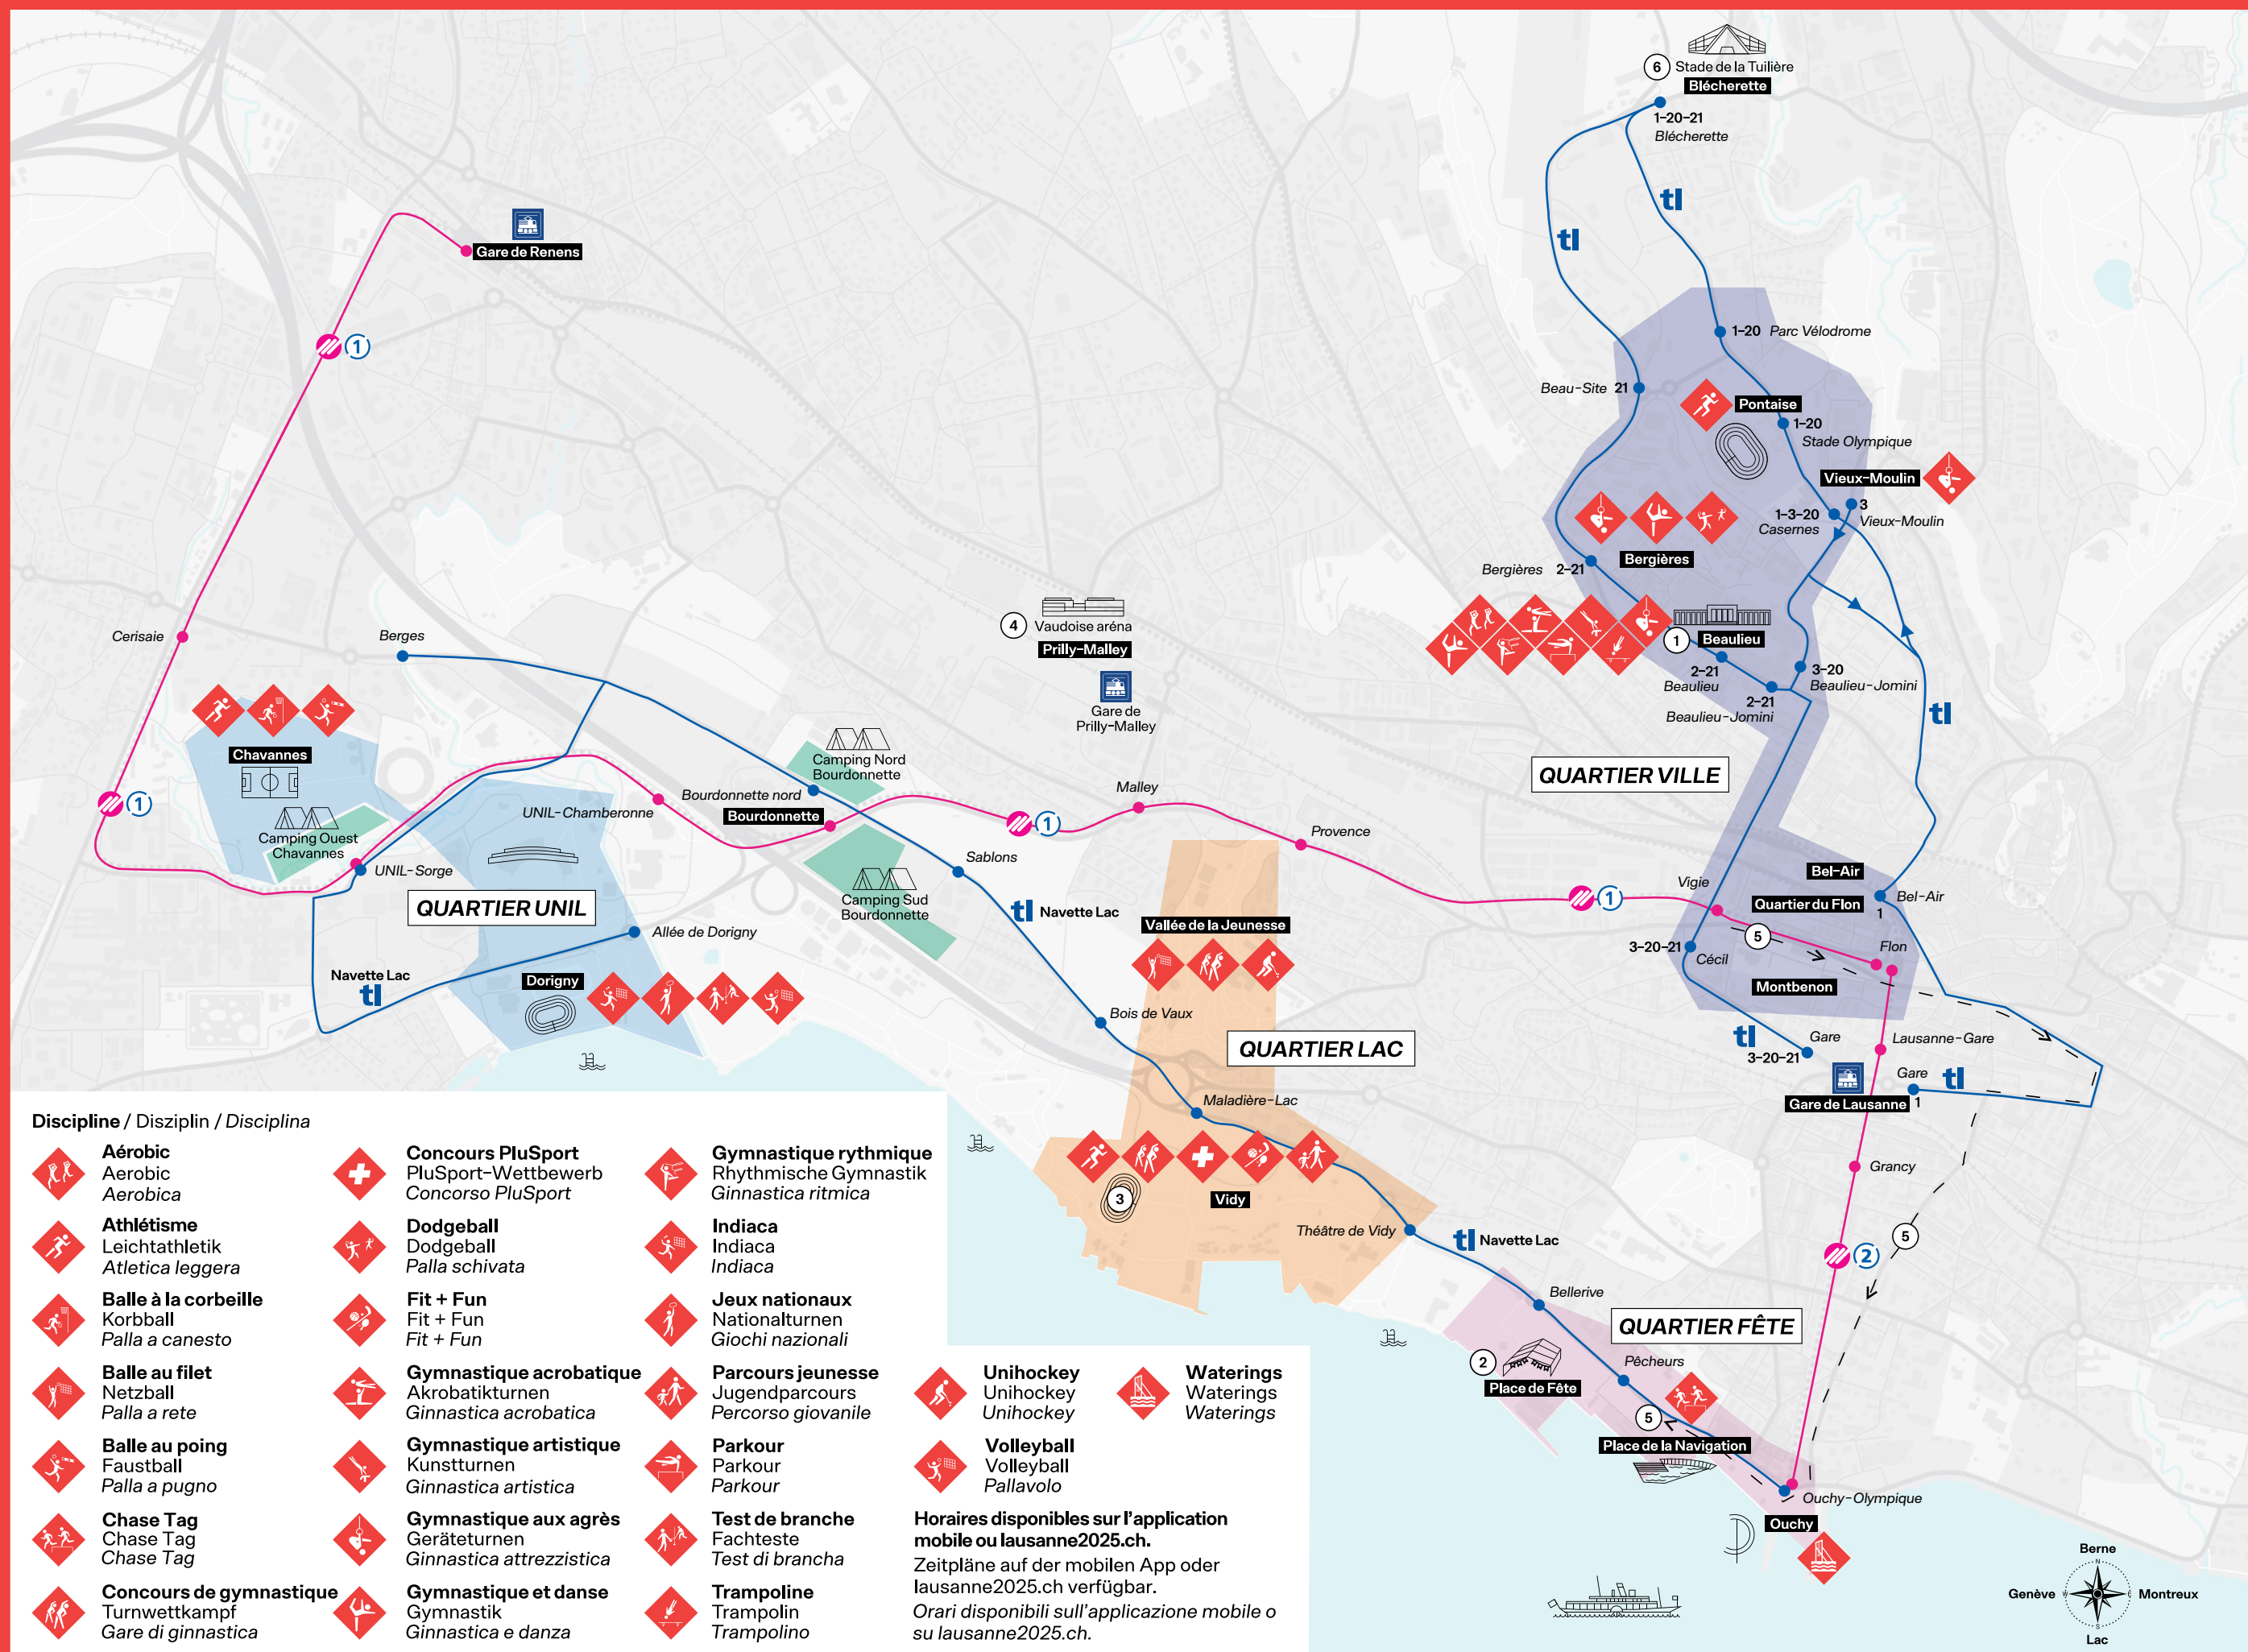 6 Stade de la Tuilière
Blécherette
1-20-21
Blécherette
tl
tl
Gare de Renens
1
1-20 Parc Vélodrome
Beau-Site 21
Pontaise
1-20
Stade Olympique
Vieux-Moulin
3
Vieux-Moulin
1-3-20
Casernes
Bergières
Bergières 2-21
4 Vaudoise aréna
Prilly-Malley
Gare de
Prilly-Malley
1 Beaulieu
2-21
Beaulieu
3-20
Beaulieu-Jomini
2-21
Beaulieu-Jomini
tl
Cerisaie
Berges
Chavannes
1
Camping Ouest
Chavannes
UNIL-Sorge
UNIL-Chamberonne
Camping Nord
Bourdonnette
Bourdonnette nord
Bourdonnette
1
Malley
Provence
QUARTIER VILLE
Sablons
Camping Sud
Bourdonnette
tl Navette Lac
QUARTIER UNIL
Allée de Dorigny
Navette Lac
tl
Dorigny
Vallée de la Jeunesse
Bois de Vaux
QUARTIER LAC
Maladière-Lac
1
Vigie
Bel-Air
Bel-Air
1
Quartier du Flon
5
Flon
3-20-21
Cécil
Montbenon
tl
Gare
3-20-21
Lausanne-Gare
Gare
tl
Gare de Lausanne 1
Grancy
5
2
3
Vidy
Théâtre de Vidy
tl Navette Lac
Bellerive
QUARTIER FÊTE
Pêcheurs
2
Place de Fête
5
Place de la Navigation
Ouchy-Olympique
Ouchy
Discipline / Disziplin / Disciplina
Aérobic
Aerobic
Aerobica
Athlétisme
Leichtathletik
Atletica leggera
Balle à la corbeille
Korbball
Palla a canesto
Balle au filet
Netzball
Palla a rete
Balle au poing
Faustball
Palla a pugno
Chase Tag
Chase Tag
Chase Tag
Concours de gymnastique
Turnwettkampf
Gare di ginnastica
Concours PluSport
PluSport-Wettbewerb
Concorso PluSport
Dodgeball
Dodgeball
Palla schivata
Fit + Fun
Fit + Fun
Fit + Fun
Gymnastique acrobatique
Akrobatikturnen
Ginnastica acrobatica
Gymnastique artistique
Kunstturnen
Ginnastica artistica
Gymnastique aux agrès
Geräteturnen
Ginnastica attrezzistica
Gymnastique et danse
Gymnastik
Ginnastica e danza
Gymnastique rythmique
Rhythmische Gymnastik
Ginnastica ritmica
Indiaca
Indiaca
Indiaca
Jeux nationaux
Nationalturnen
Giochi nazionali
Parcours jeunesse
Jugendparcours
Percorso giovanile
Parkour
Parkour
Parkour
Test de branche
Fachteste
Test di brancha
Trampoline
Trampolin
Trampolino
Unihockey
Unihockey
Unihockey
Volleyball
Volleyball
Pallavolo
Waterings
Waterings
Waterings
Horaires disponibles sur l'application
mobile ou lausanne2025.ch.
Zeitpläne auf der mobilen App oder
lausanne2025.ch verfügbar.
Orari disponibili sull'applicazione mobile o
su lausanne2025.ch.
Berne
N
Genève
Montreux
S
Lac